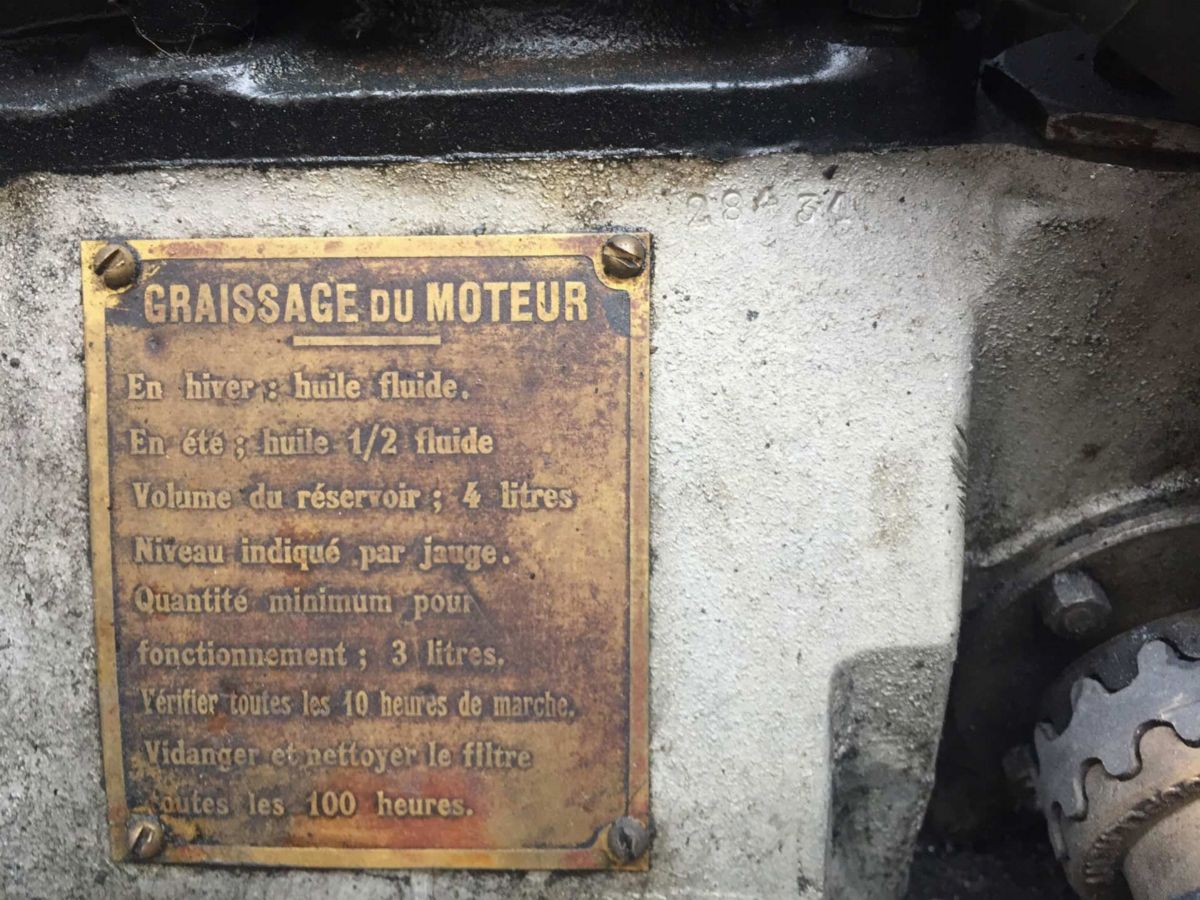 GRAISSAGE DU MOTEUR
En hiver : huile fluide.
En été ; huile 1/2 fluide
Volume du réservoir ; 4 litres
Niveau indiqué par jauge.
Quantité minimum pour
fonctionnement ; 3 litres.
Vérifier toutes les 10 heures de marche.
Vidanger et nettoyer le filtre
toutes les 100 heures.